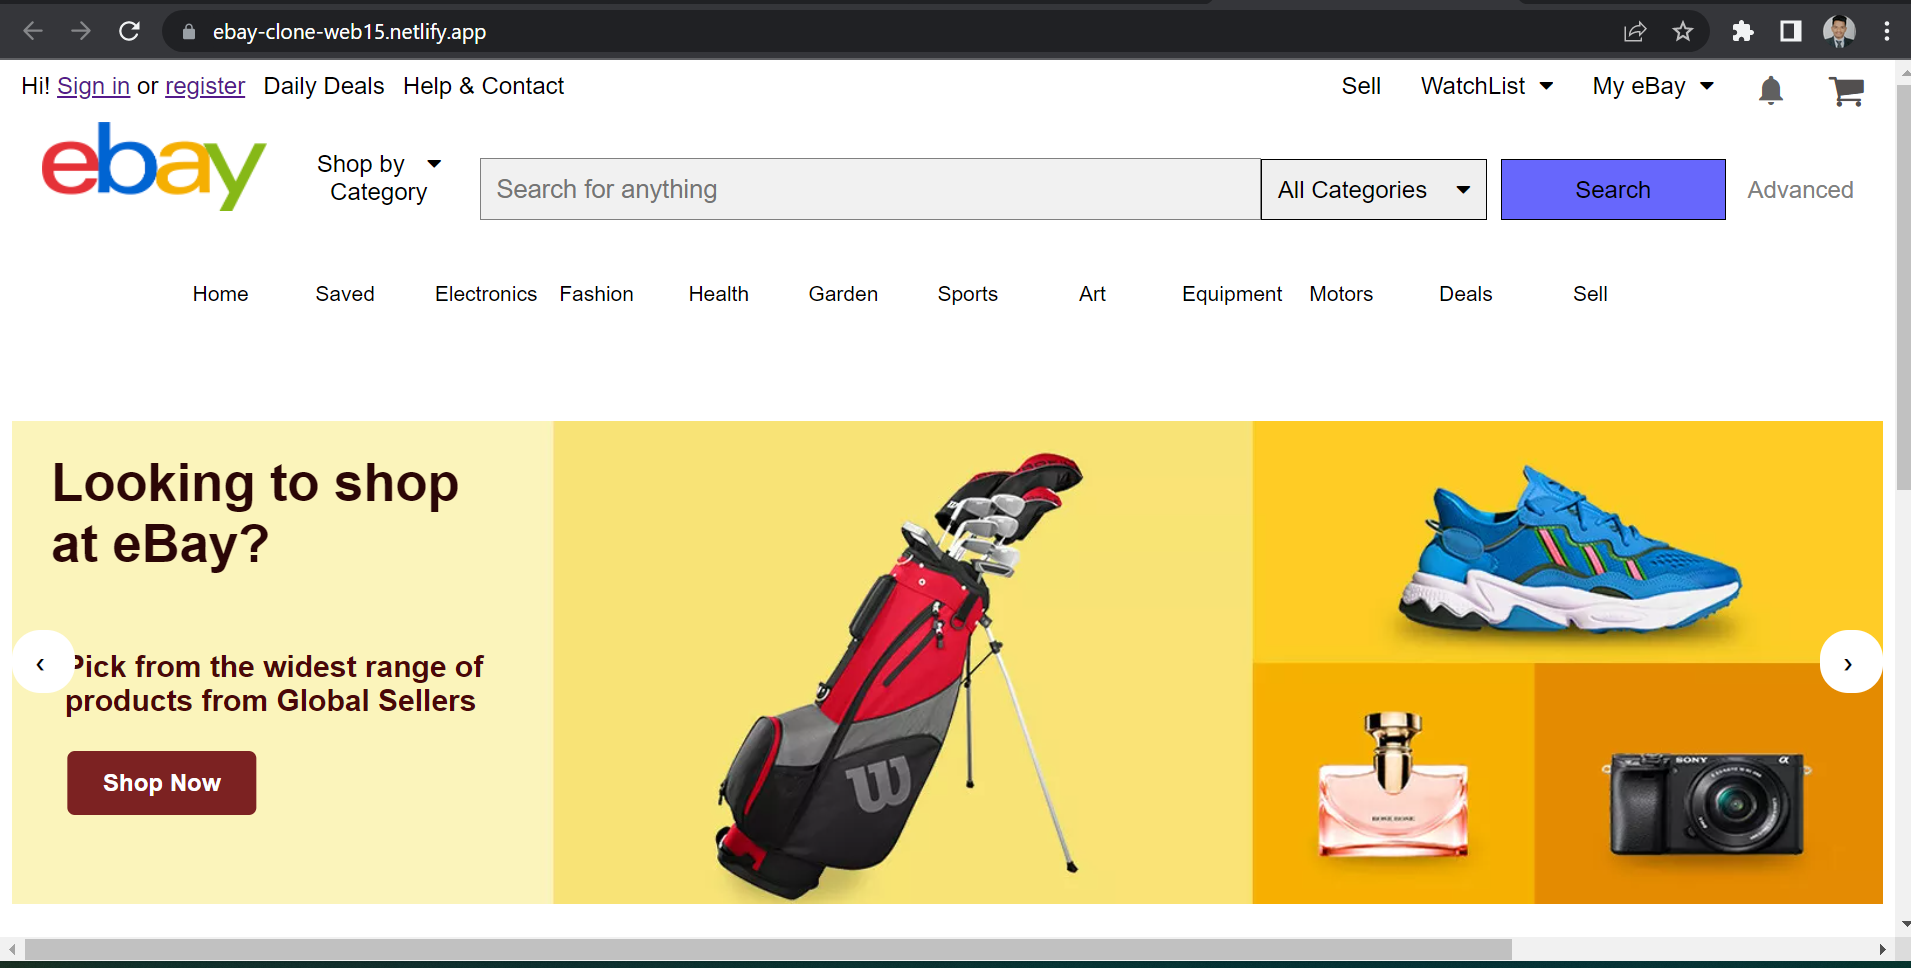 ebay-clone-web15.netlify.app
Hi! Sign in or register Daily Deals Help & Contact Sell WatchList My eBay
ebay
Shop by
Category
Search for anything All Categories Search Advanced
Home Saved Electronics Fashion Health Garden Sports Art Equipment Motors Deals Sell
Looking to shop
at eBay?
Pick from the widest range of
products from Global Sellers
Shop Now
W
SONY α